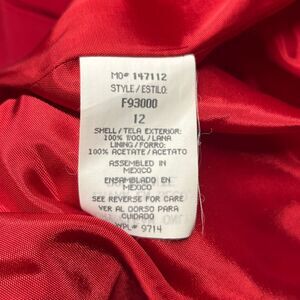 MO# 147112
STYLE/ESTILO:
F93000
12
SHELL/TELA EXTERIOR:
100% WOOL/LANA
LINING/FORRO:
100% ACETATE/ACETATO
ASSEMBLED IN
MEXICO
ENSAMBLADO EN
MEXICO
SEE REVERSE FOR CARE
VER AL DORSO PARA
CUIDADO
WPL# 9714